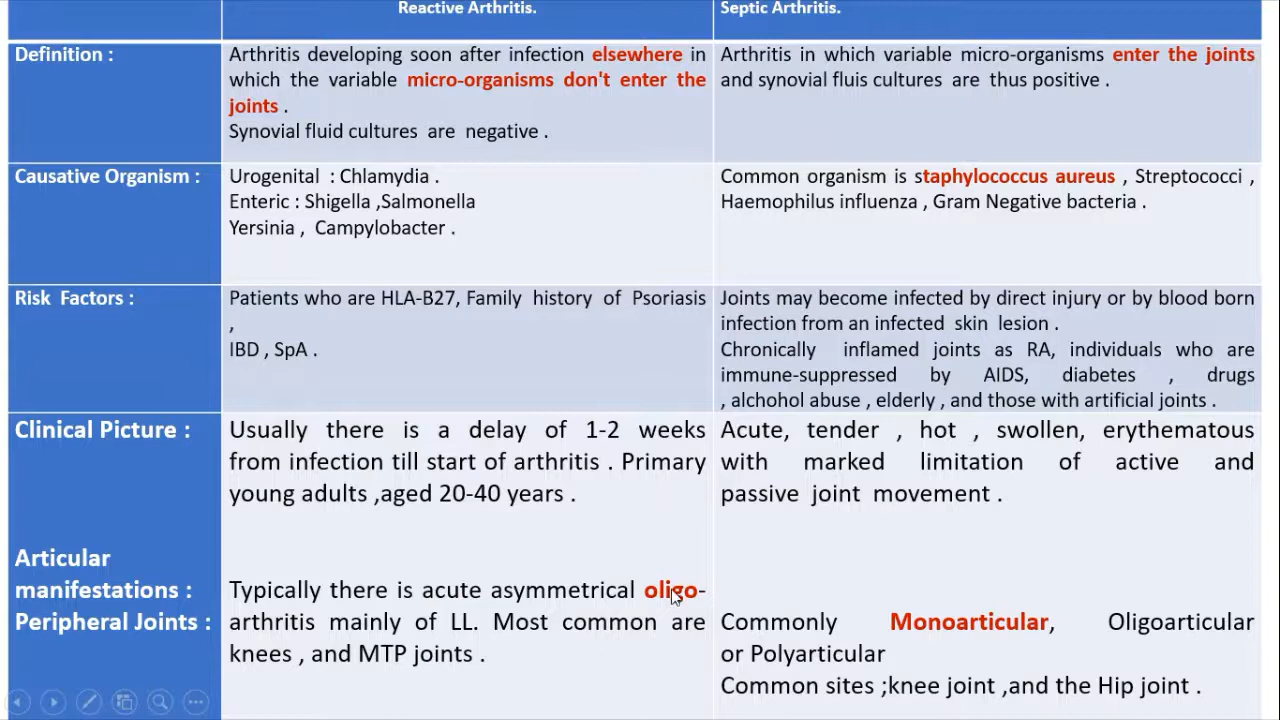 Reactive Arthritis.
Septic Arthritis.
Definition :
Arthritis developing soon after infection elsewhere in
which the variable micro-organisms don't enter the
joints .
Synovial fluid cultures are negative .
Arthritis in which variable micro-organisms enter the joints
and synovial fluis cultures are thus positive .
Causative Organism :
Urogenital : Chlamydia .
Enteric : Shigella ,Salmonella
Yersinia , Campylobacter .
Common organism is staphylococcus aureus , Streptococci ,
Haemophilus influenza , Gram Negative bacteria .
Risk Factors :
Patients who are HLA-B27, Family history of Psoriasis
,
IBD , SpA .
Joints may become infected by direct injury or by blood born
infection from an infected skin lesion .
Chronically inflamed joints as RA, individuals who are
immune-suppressed by AIDS, diabetes , drugs
, alchohol abuse , elderly , and those with artificial joints .
Clinical Picture :
Usually there is a delay of 1-2 weeks
from infection till start of arthritis . Primary
young adults ,aged 20-40 years .
Acute, tender , hot , swollen, erythematous
with marked limitation of active and
passive joint movement .
Articular
manifestations :
Peripheral Joints :
Typically there is acute asymmetrical oligo-
arthritis mainly of LL. Most common are
knees , and MTP joints .
Commonly Monoarticular, Oligoarticular
or Polyarticular
Common sites ;knee joint ,and the Hip joint .